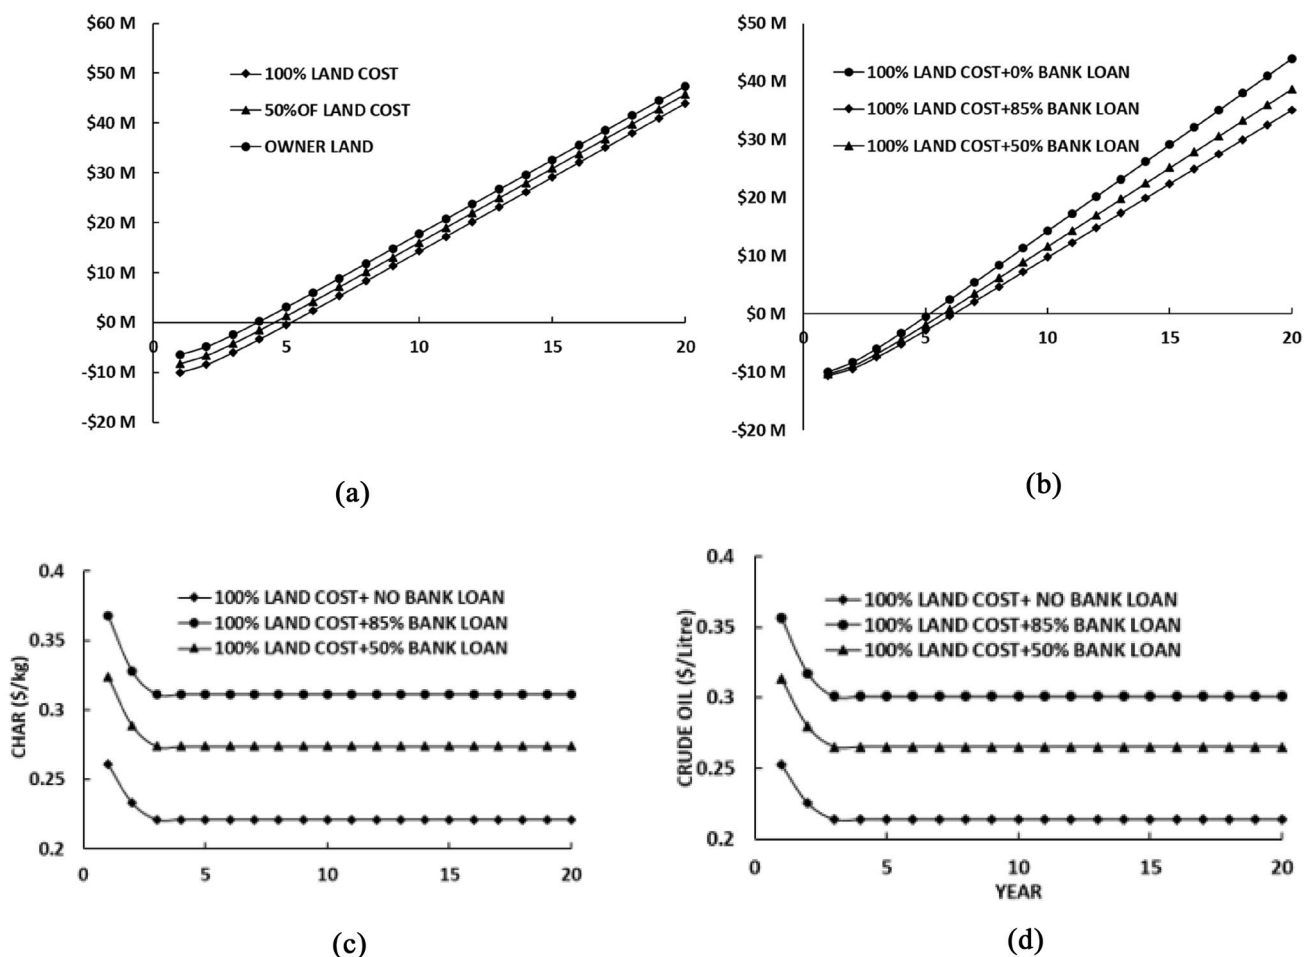 $60 M
$50 M
$40 M
$30 M
$20 M
$10 M
$0 M
-$10 M
-$20 M
0 5 10 15 20
100% LAND COST
50%OF LAND COST
OWNER LAND
(a)
$50 M
$40 M
$30 M
$20 M
$10 M
$0 M
-$10 M
-$20 M
0 5 10 15 20
100% LAND COST+0% BANK LOAN
100% LAND COST+85% BANK LOAN
100% LAND COST+50% BANK LOAN
(b)
CHAR ($/kg)
0.4
0.35
0.3
0.25
0.2
0 5 10 15 20
100% LAND COST+ NO BANK LOAN
100% LAND COST+85% BANK LOAN
100% LAND COST+50% BANK LOAN
(c)
CRUDE OIL ($/Litre)
0.4
0.35
0.3
0.25
0.2
0 5 10 15 20
YEAR
100% LAND COST+ NO BANK LOAN
100% LAND COST+85% BANK LOAN
100% LAND COST+50% BANK LOAN
(d)